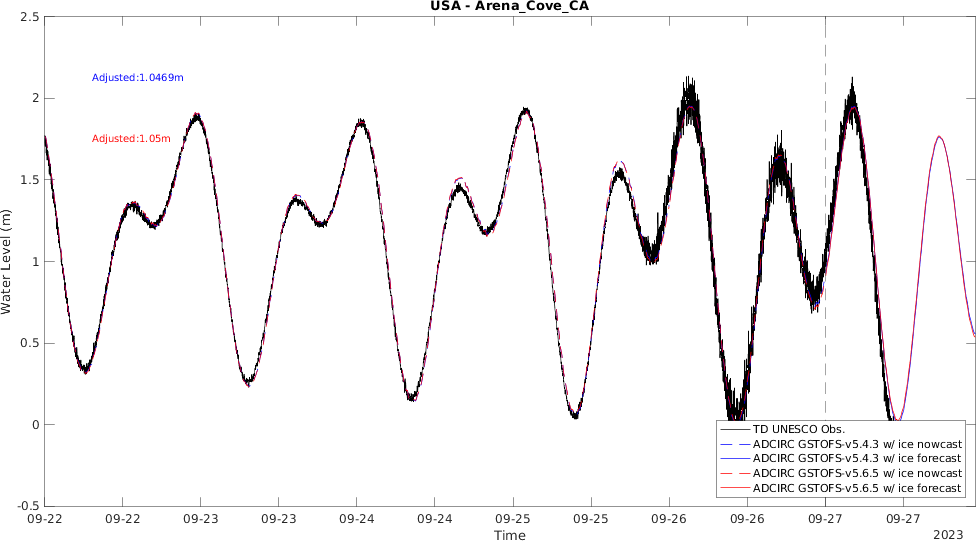 USA - Arena_Cove_CA
2.5
2
1.5
1
0.5
0
-0.5
Water Level (m)
Adjusted:1.0469m
Adjusted:1.05m
TD UNESCO Obs.
ADCIRC GSTOFS-v5.4.3 w/ ice nowcast
ADCIRC GSTOFS-v5.4.3 w/ ice forecast
ADCIRC GSTOFS-v5.6.5 w/ ice nowcast
ADCIRC GSTOFS-v5.6.5 w/ ice forecast
09-22 09-22 09-23 09-23 09-24 09-24 09-25 09-25 09-26 09-26 09-27 09-27
Time
2023